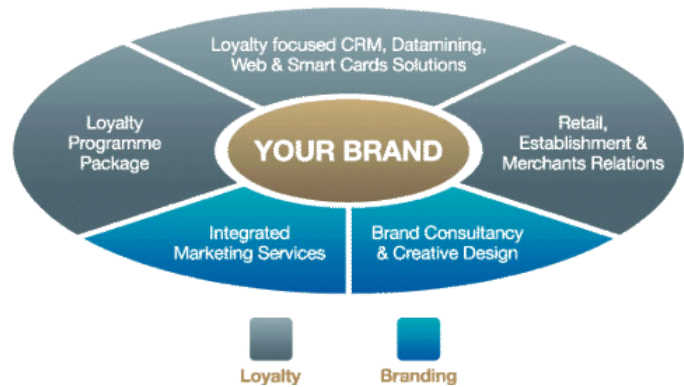 Loyalty focused CRM, Datamining,
Web & Smart Cards Solutions
Loyalty
Programme
Package
YOUR BRAND
Retail,
Establishment &
Merchants Relations
Integrated
Marketing Services
Brand Consultancy
& Creative Design
Loyalty
Branding